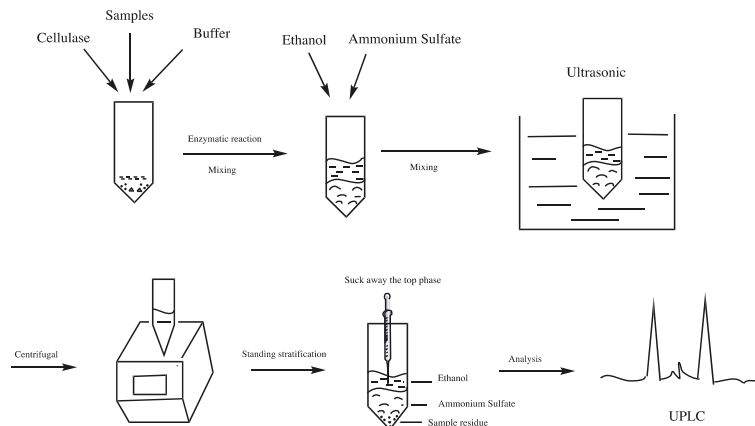 Samples
Cellulase
Buffer
Ethanol
Ammonium Sulfate
Ultrasonic
Enzymatic reaction
Mixing
Mixing
Suck away the top phase
Centrifugal
Standing stratification
Analysis
Ethanol
Ammonium Sulfate
Sample residue
UPLC